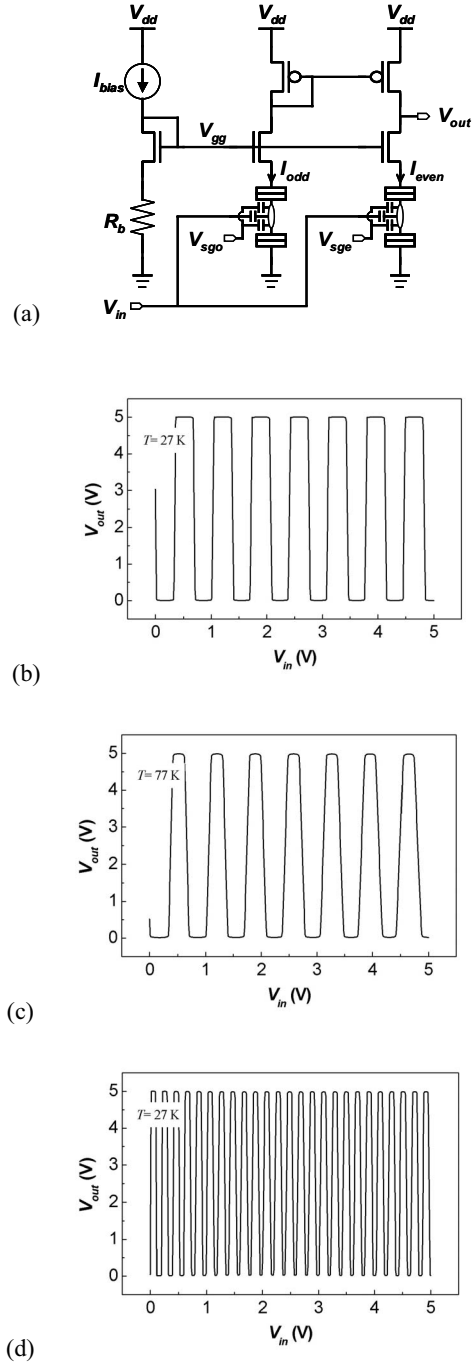 V_dd V_dd V_dd
I_bias
V_gg
V_out
I_odd I_even
R_b
V_sgo V_sge
V_in
(a)
T= 27 K
V_out (V)
5
4
3
2
1
0
0 1 2 3 4 5
V_in (V)
(b)
T= 77 K
V_out (V)
5
4
3
2
1
0
0 1 2 3 4 5
V_in (V)
(c)
T= 27 K
V_out (V)
5
4
3
2
1
0
0 1 2 3 4 5
V_in (V)
(d)